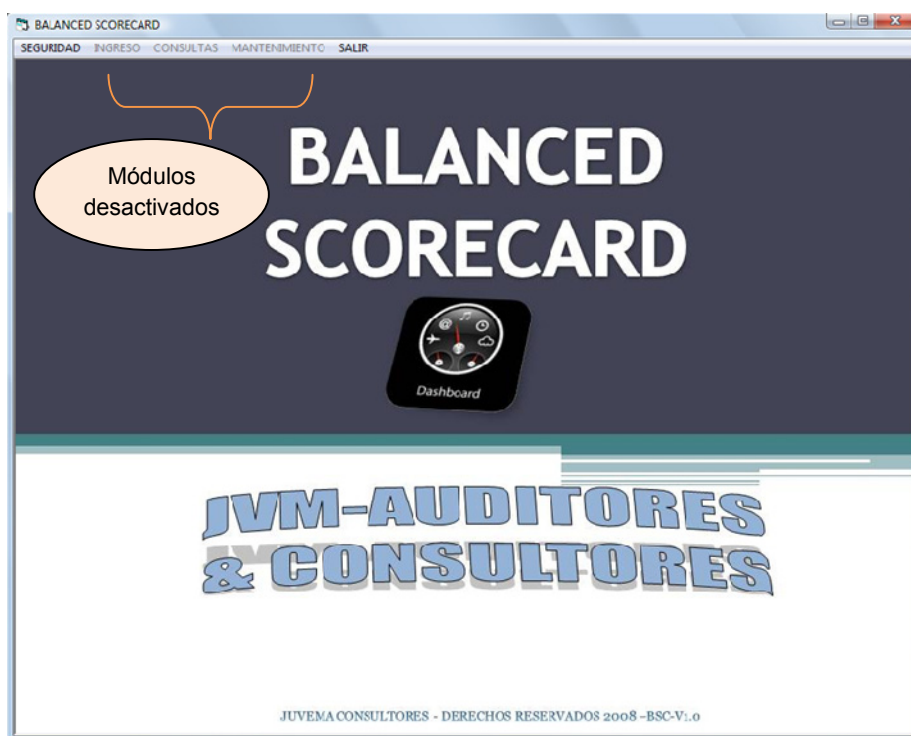 BALANCED SCORECARD
SEGURIDAD INGRESO CONSULTAS MANTENIMIENTO SALIR
Módulos
desactivados
BALANCED
SCORECARD
Dashboard
JVM-AUDITORES
& CONSULTORES
JUVEMA CONSULTORES - DERECHOS RESERVADOS 2008 -BSC-V:.0